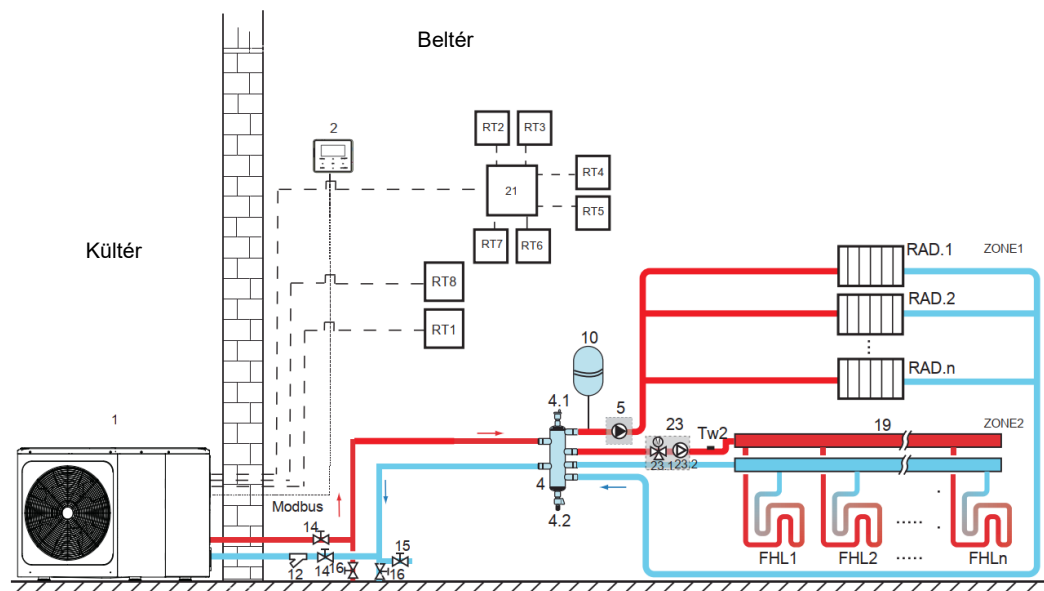 Beltér
Kültér
2
RT2
RT3
21
RT4
RT5
RT7
RT6
RT8
RT1
1
RAD.1
ZONE1
RAD.2
RAD.n
10
4.1
5
23
Tw2
19
ZONE2
23.1
23.2
4
4.2
Modbus
14
15
12
14
16
16
FHL1
FHL2
FHLn